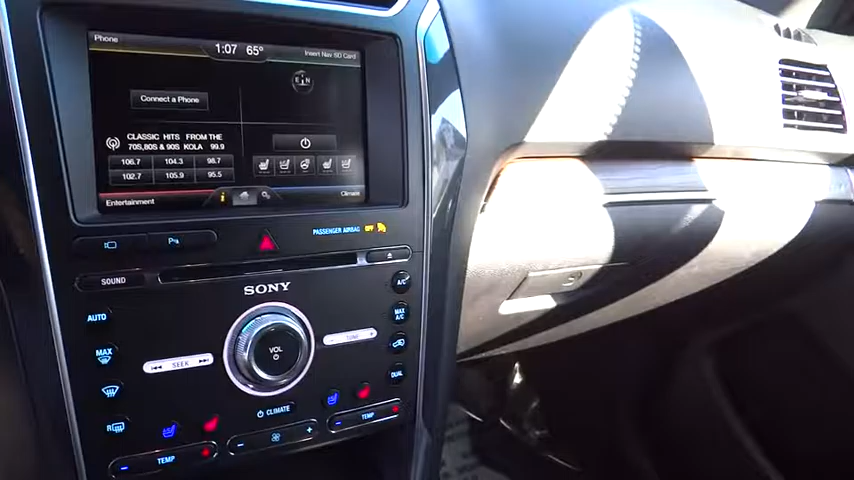 Phone
1:07 65°
Insert Nav SD Card
E N
Connect a Phone
CLASSIC HITS FROM THE
70S,80S & 90S KOLA 99.9
106.7 104.3 98.7
102.7 105.9 95.5
Entertainment
i
Climate
P
PASSENGER AIRBAG OFF
SOUND
SONY
A/C
AUTO
MAX A/C
MAX
SEEK
TUNE
VOL
DUAL
R
CLIMATE
- TEMP
- +
- TEMP +